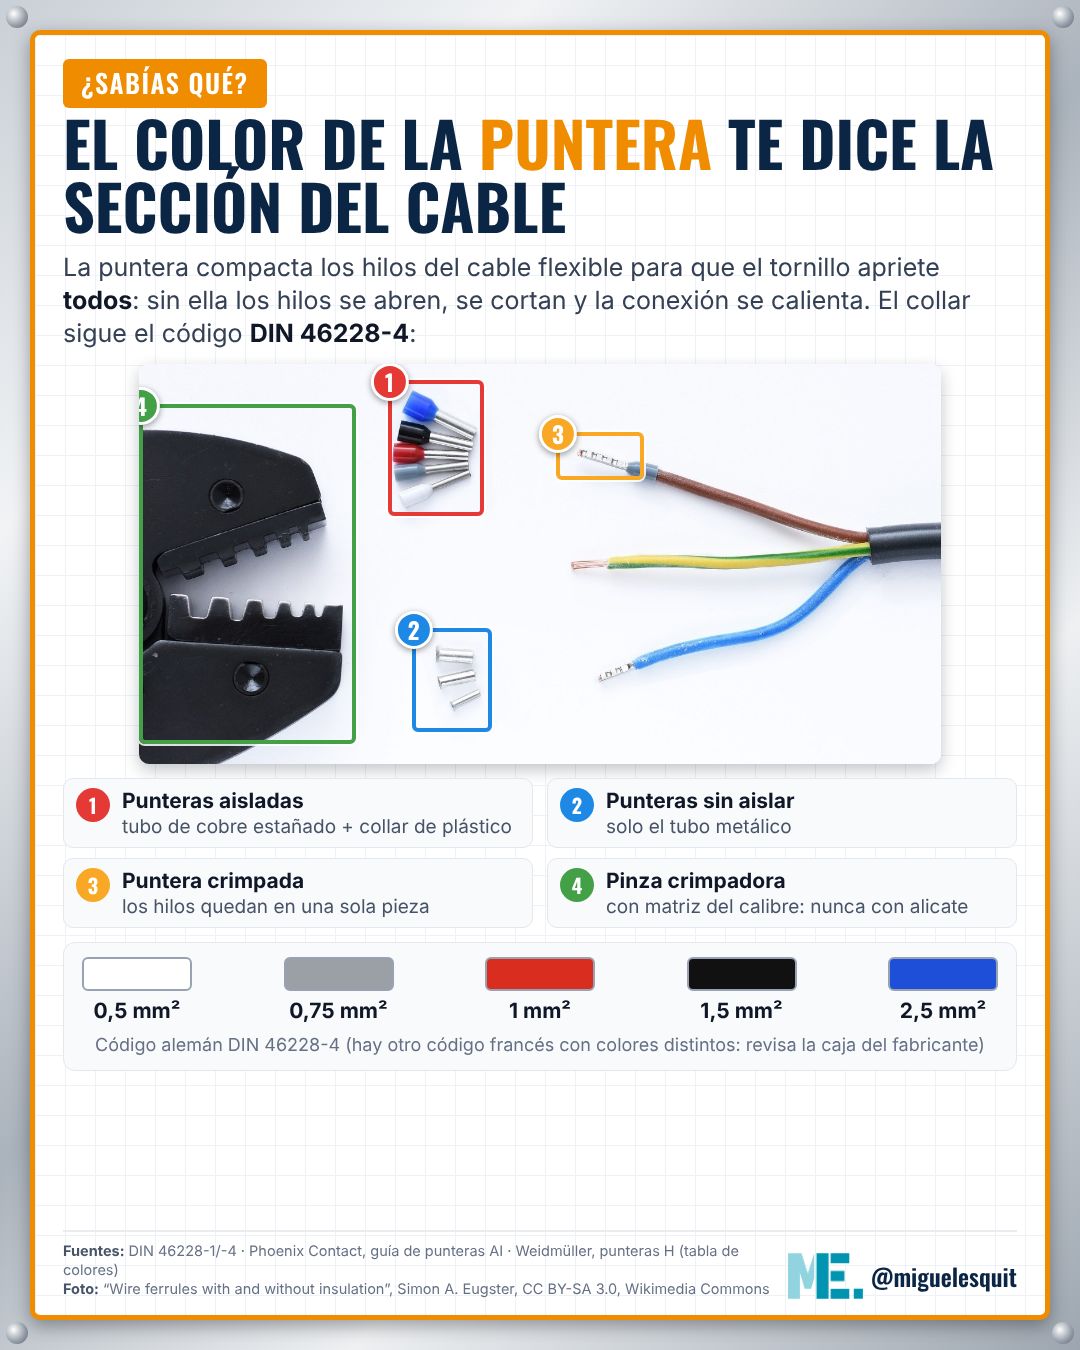 ¿SABÍAS QUÉ?
EL COLOR DE LA PUNTERA TE DICE LA
SECCIÓN DEL CABLE
La puntera compacta los hilos del cable flexible para que el tornillo apriete
todos: sin ella los hilos se abren, se cortan y la conexión se calienta. El collar
sigue el código DIN 46228-4:
1
4
3
2
1 Punteras aisladas
tubo de cobre estañado + collar de plástico
2 Punteras sin aislar
solo el tubo metálico
3 Puntera crimpada
los hilos quedan en una sola pieza
4 Pinza crimpadora
con matriz del calibre: nunca con alicate
0,5 mm² 0,75 mm² 1 mm² 1,5 mm² 2,5 mm²
Código alemán DIN 46228-4 (hay otro código francés con colores distintos: revisa la caja del fabricante)
Fuentes: DIN 46228-1/-4 · Phoenix Contact, guía de punteras AI · Weidmüller, punteras H (tabla de
colores)
Foto: “Wire ferrules with and without insulation”, Simon A. Eugster, CC BY-SA 3.0, Wikimedia Commons
ME. @miguelesquit